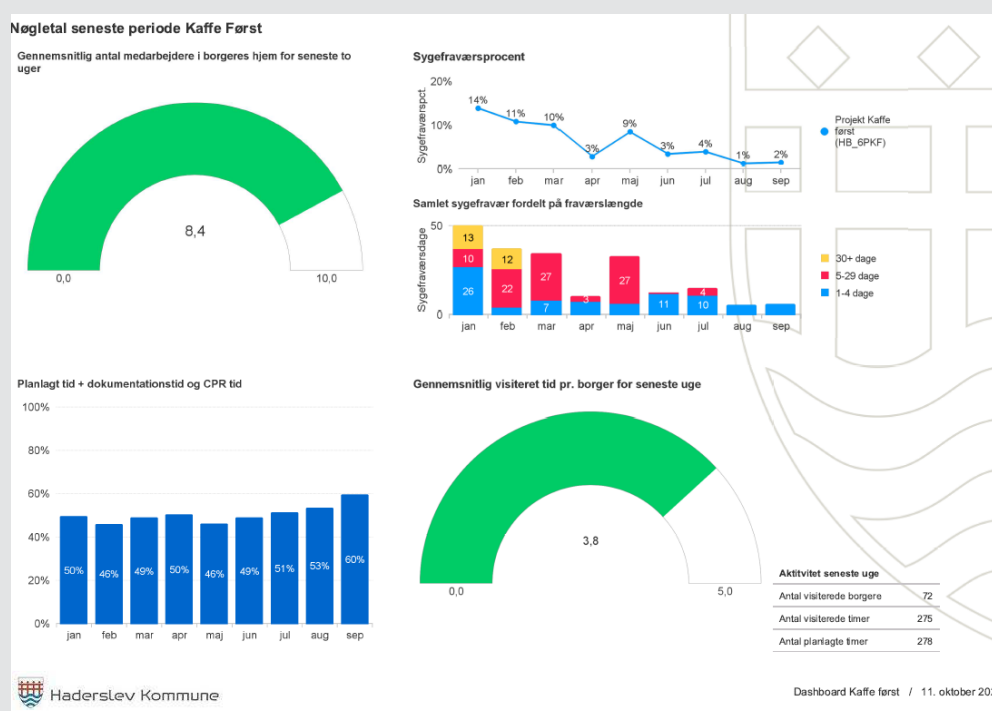 Nøgletal seneste periode Kaffe Først
Gennemsnitlig antal medarbejdere i borgeres hjem for seneste to
uger
8,4
0,0
10,0
Sygefraværsprocent
Sygefraværspct.
20%
10%
0%
14%
11%
10%
3%
9%
3%
4%
1%
2%
jan
feb
mar
apr
maj
jun
jul
aug
sep
Projekt Kaffe
først
(HB_6PKF)
Samlet sygefravær fordelt på fraværslængde
Sygefraværsdage
50
0
13
10
26
12
22
27
7
3
27
11
4
10
jan
feb
mar
apr
maj
jun
jul
aug
sep
30+ dage
5-29 dage
1-4 dage
Planlagt tid + dokumentationstid og CPR tid
100%
80%
60%
40%
20%
0%
50%
46%
49%
50%
46%
49%
51%
53%
60%
jan
feb
mar
apr
maj
jun
jul
aug
sep
Gennemsnitlig visiteret tid pr. borger for seneste uge
3,8
0,0
5,0
Aktitvitet seneste uge
Antal visiterede borgere 72
Antal visiterede timer 275
Antal planlagte timer 278
Haderslev Kommune
Dashboard Kaffe først / 11. oktober 202